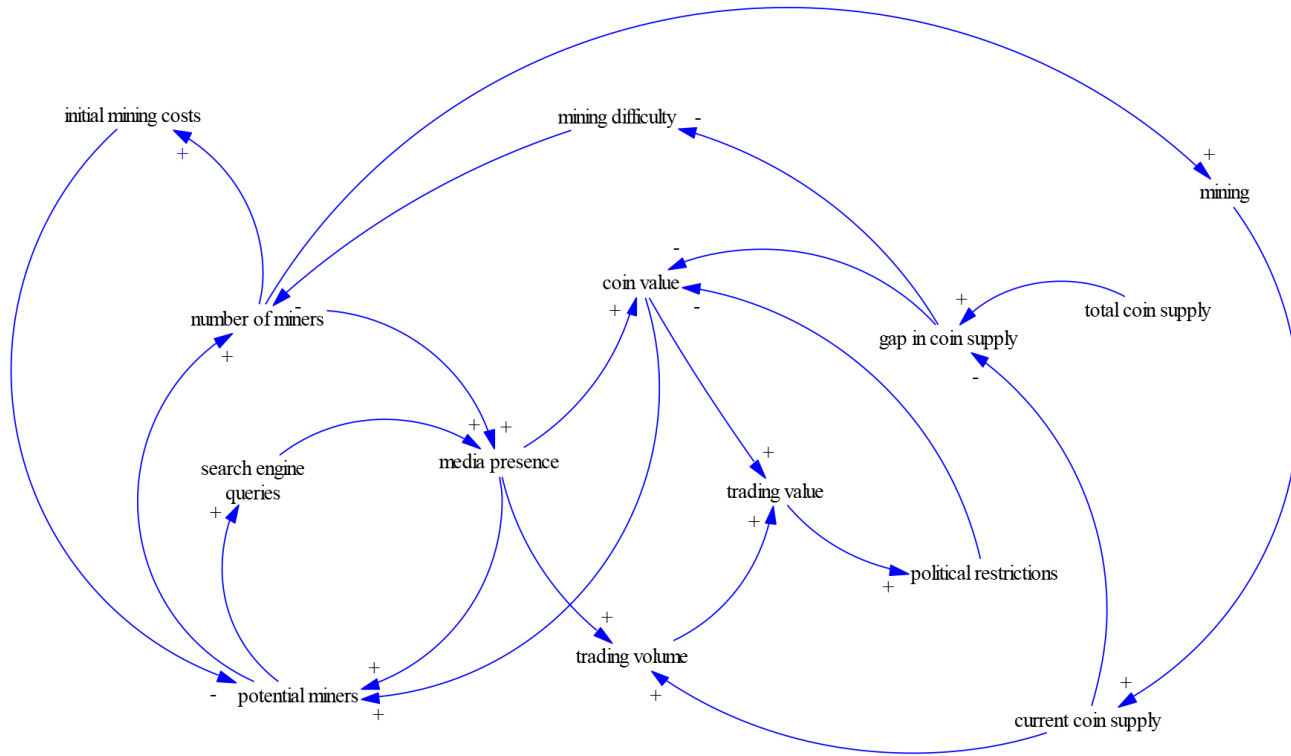 initial mining costs
mining difficulty
-
+
+
mining
-
coin value
+
total coin supply
-
number of miners
+
-
gap in coin supply
+
-
+
+
media presence
+
search engine
queries
trading value
+
+
political restrictions
+
+
trading volume
+
-
potential miners
+
+
+
current coin supply